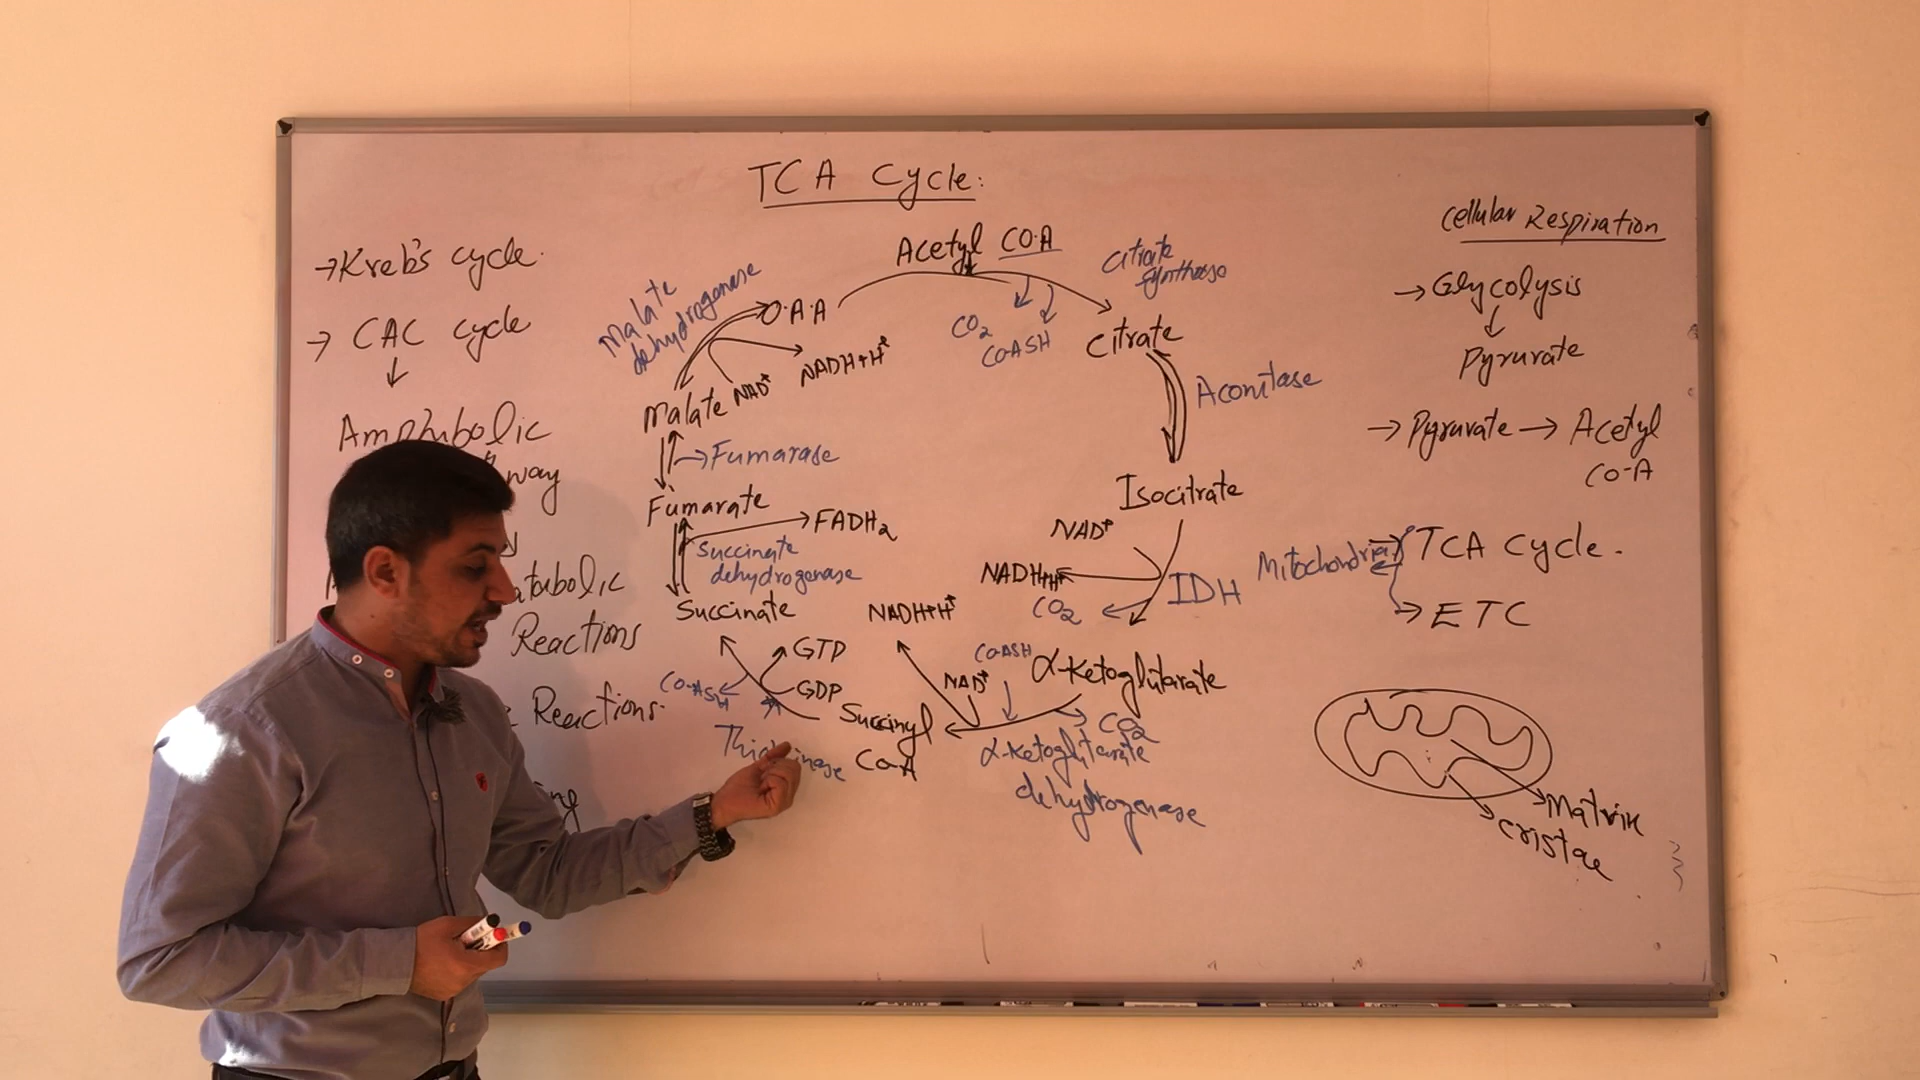 TCA Cycle:
→Kreb's cycle.
→ CAC cycle
Amphibolic
way
Reactions
Reactions.
Acetyl CO.A
Citrate
Synthase
CO2
COASH
Citrate
Aconitase
Isocitrate
NAD+
NADH+H+
CO2
IDH
α-Ketoglutarate
COASH
NAD+
NADH+H+
CO2
α-Ketoglutarate
dehydrogenase
Succinyl
CoA
GTP
GDP
CO-ASH
Succinate
Succinate
dehydrogenase
FADH2
Fumarate
→Fumarase
Malate
NAD+
NADH+H+
Malate
dehydrogenase
O.A.A
Cellular Respiration
→Glycolysis
Pyruvate
→ Pyruvate → Acetyl
CO-A
Mitochondria
→ TCA Cycle.
→ ETC
Matrix
Cristae